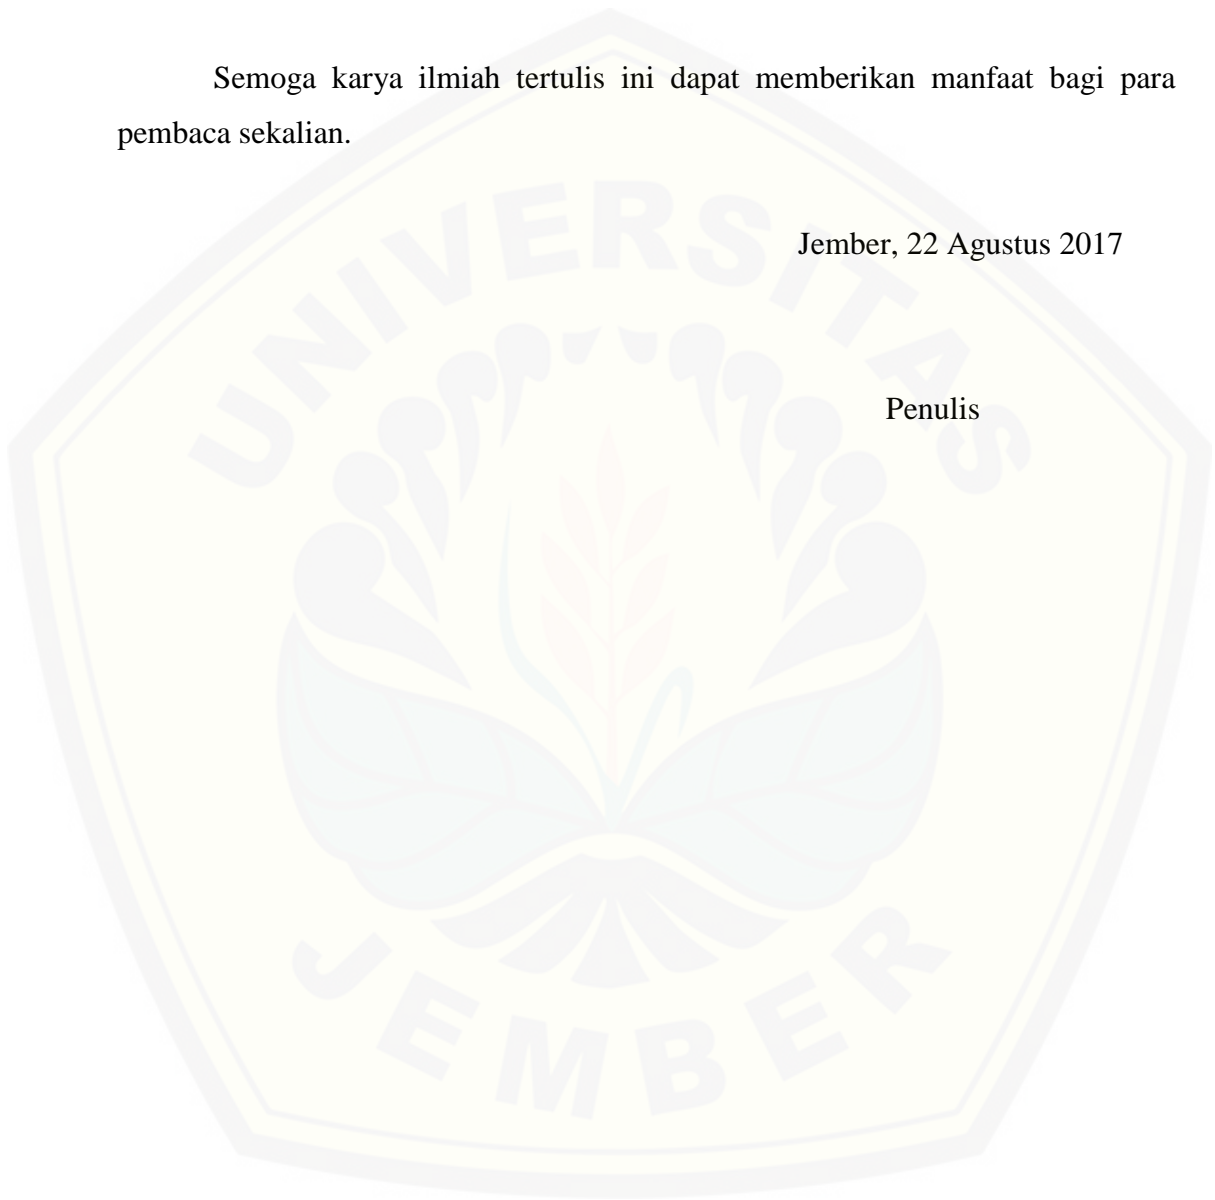 Semoga karya ilmiah tertulis ini dapat memberikan manfaat bagi para
pembaca sekalian.
Jember, 22 Agustus 2017
Penulis
UNIVERSITAS
JEMBER